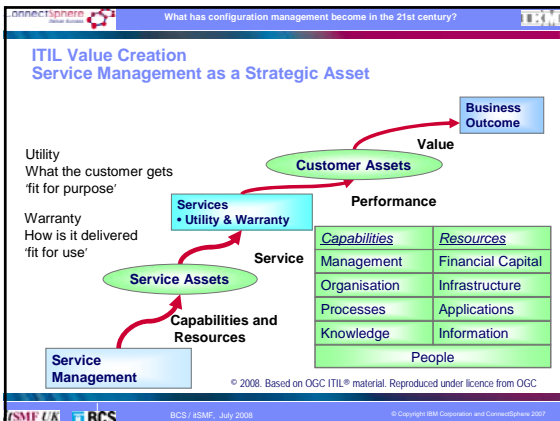 ConnectSphere
What has configuration management become in the 21st century?
IBM
ITIL Value Creation
Service Management as a Strategic Asset
Business
Outcome
Value
Utility
What the customer gets
'fit for purpose'
Customer Assets
Warranty
How is it delivered
'fit for use'
Services
• Utility & Warranty
Performance
Service
Capabilities Resources
Management Financial Capital
Organisation Infrastructure
Processes Applications
Knowledge Information
People
Service Assets
Capabilities and
Resources
Service
Management
© 2008. Based on OGC ITIL® material. Reproduced under licence from OGC
itSMF UK BCS
BCS / itSMF, July 2008
© Copyright IBM Corporation and ConnectSphere 2007